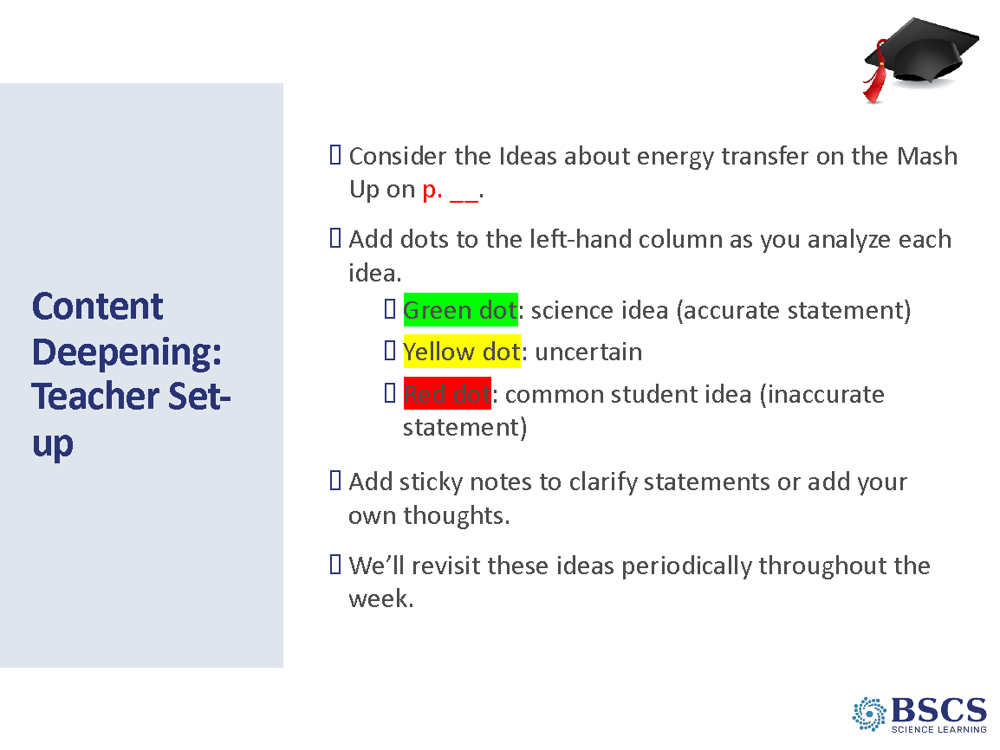 Content
Deepening:
Teacher Set-
up
Consider the Ideas about energy transfer on the Mash
Up on p. __.
Add dots to the left-hand column as you analyze each
idea.
Green dot: science idea (accurate statement)
Yellow dot: uncertain
Red dot: common student idea (inaccurate
statement)
Add sticky notes to clarify statements or add your
own thoughts.
We’ll revisit these ideas periodically throughout the
week.
BSCS
SCIENCE LEARNING